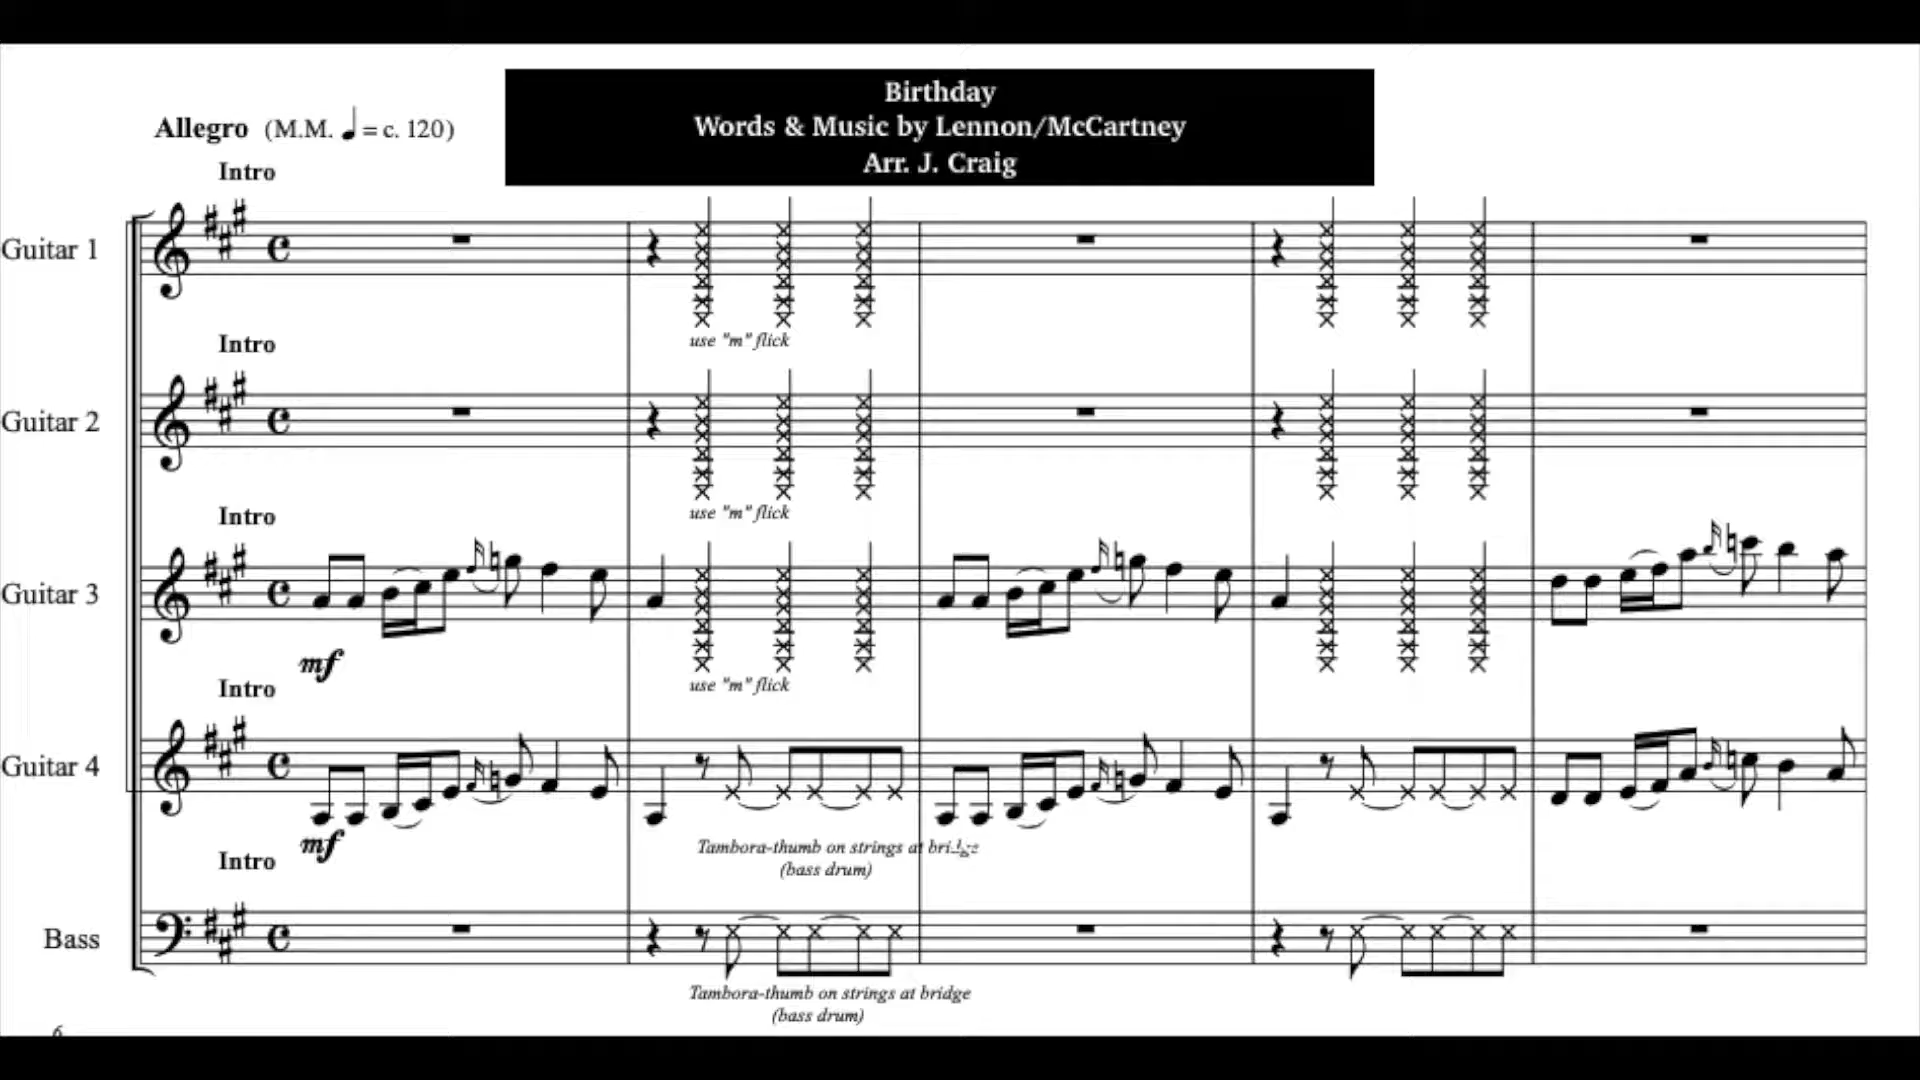 Birthday
Words & Music by Lennon/McCartney
Arr. J. Craig
Allegro (M.M. ♩ = c. 120)
Intro
Guitar 1
use "m" flick
Intro
Guitar 2
use "m" flick
Intro
Guitar 3
mf
use "m" flick
Intro
Guitar 4
mf
Tambora-thumb on strings at bridge
(bass drum)
Intro
Bass
Tambora-thumb on strings at bridge
(bass drum)
6